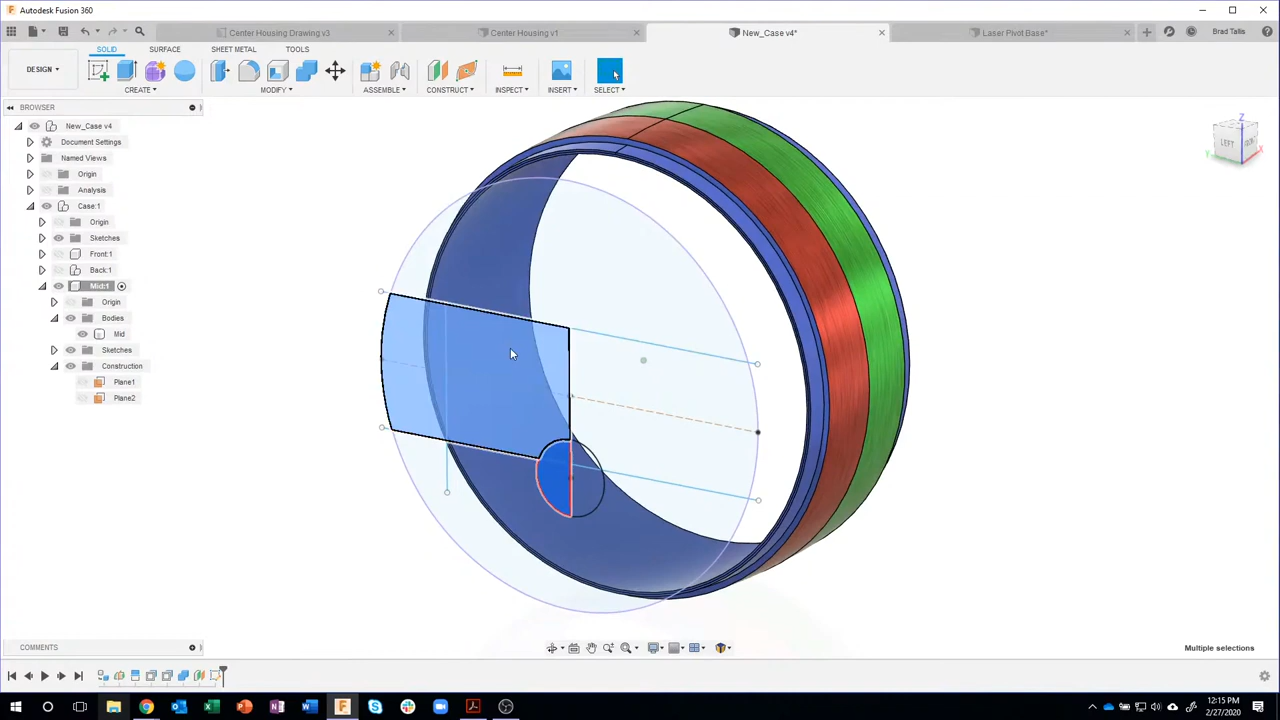 Autodesk Fusion 360
Center Housing Drawing v3
Center Housing v1
New_Case v4*
Laser Pivot Base*
Brad Tallis
SOLID
SURFACE
SHEET METAL
TOOLS
DESIGN
CREATE
MODIFY
ASSEMBLE
CONSTRUCT
INSPECT
INSERT
SELECT
BROWSER
New_Case v4
Document Settings
Named Views
Origin
Analysis
Case:1
Origin
Sketches
Front:1
Back:1
Mid:1
Origin
Bodies
Mid
Sketches
Construction
Plane1
Plane2
Z
LEFT
Y
X
COMMENTS
Multiple selections
12:15 PM
2/27/2020